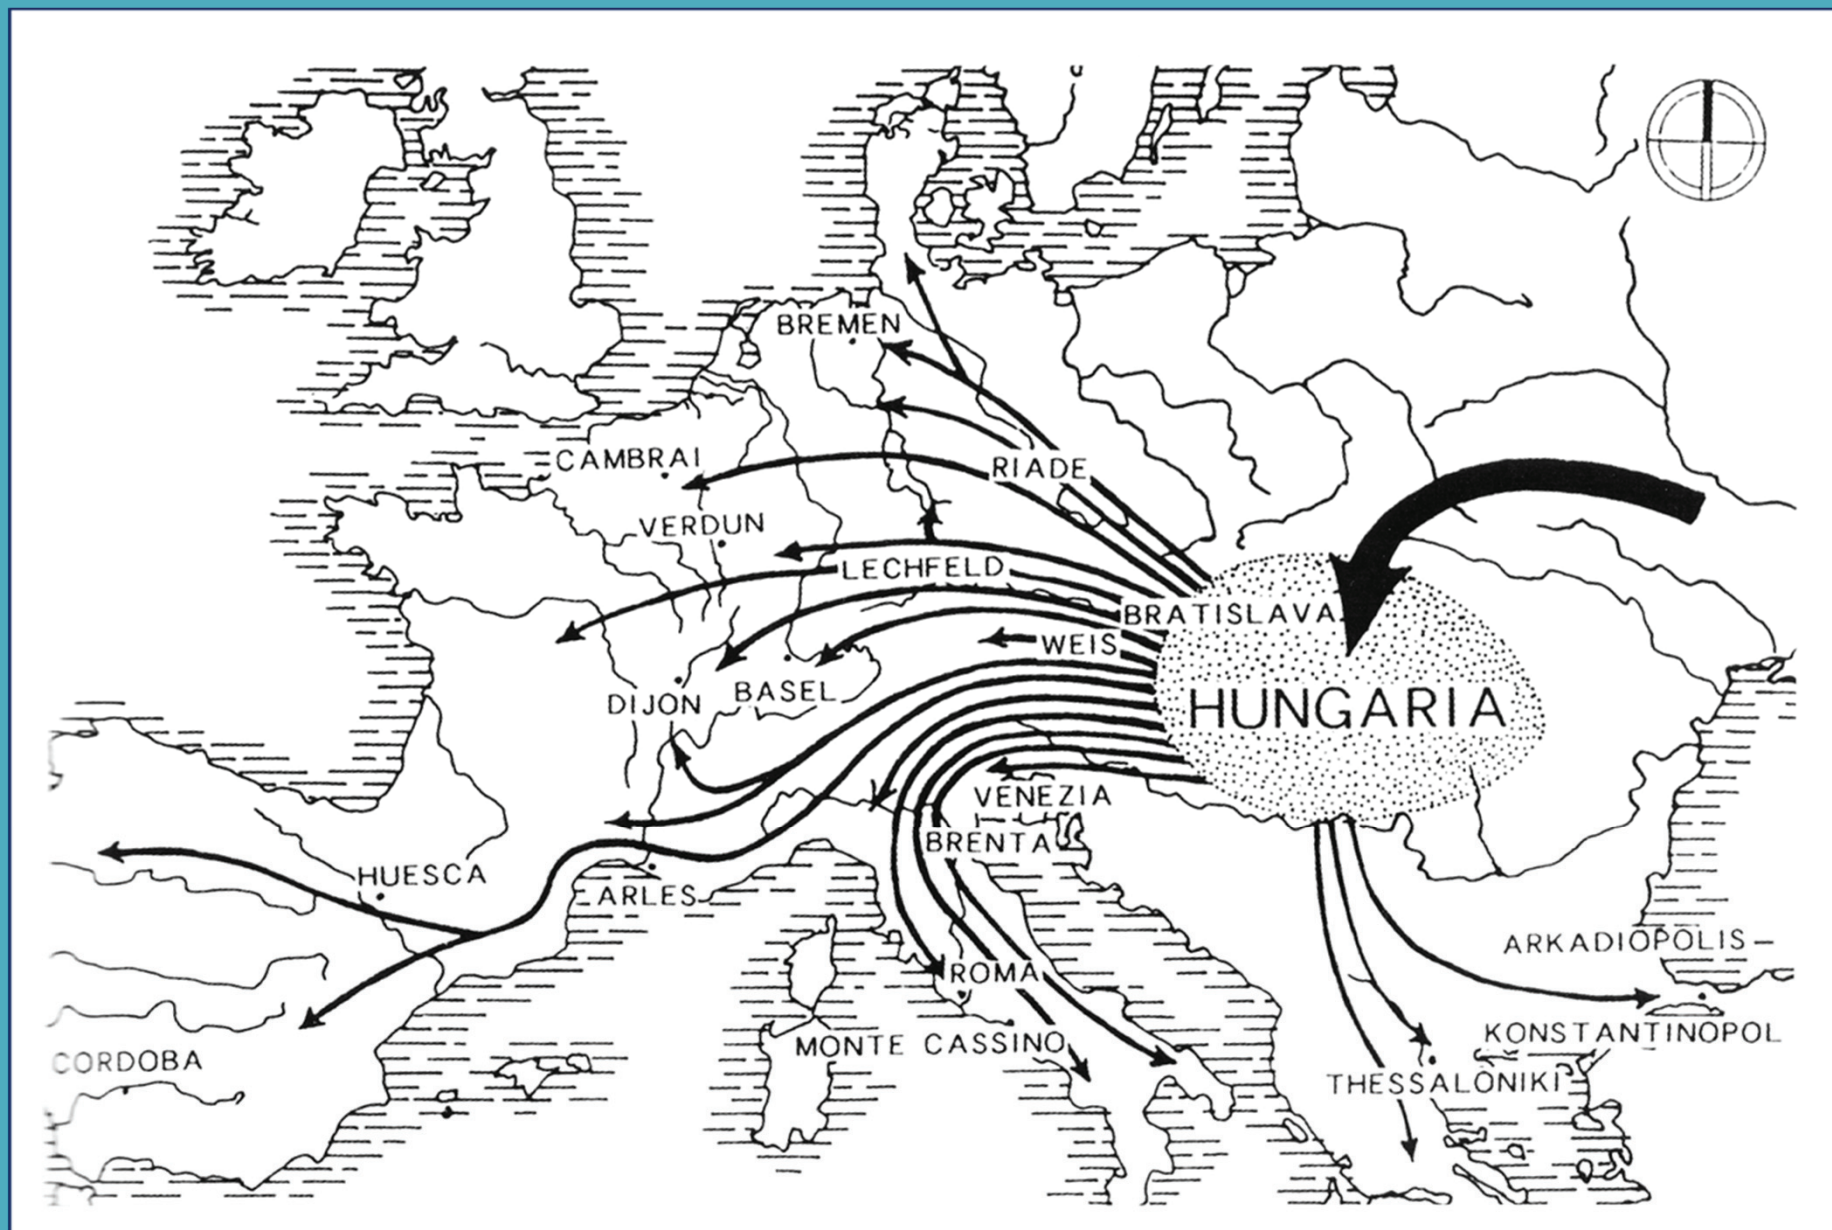 BREMEN
CAMBRAI
RIADE
VERDUN
LECHFELD
BRATISLAVA
WEIS
DIJON
BASEL
HUNGARIA
VENEZIA
BRENTA
HUESCA
ARLES
ARKADIOPOLIS
ROMA
KONSTANTINOPOL
MONTE CASSINO
CORDOBA
THESSALONIKI